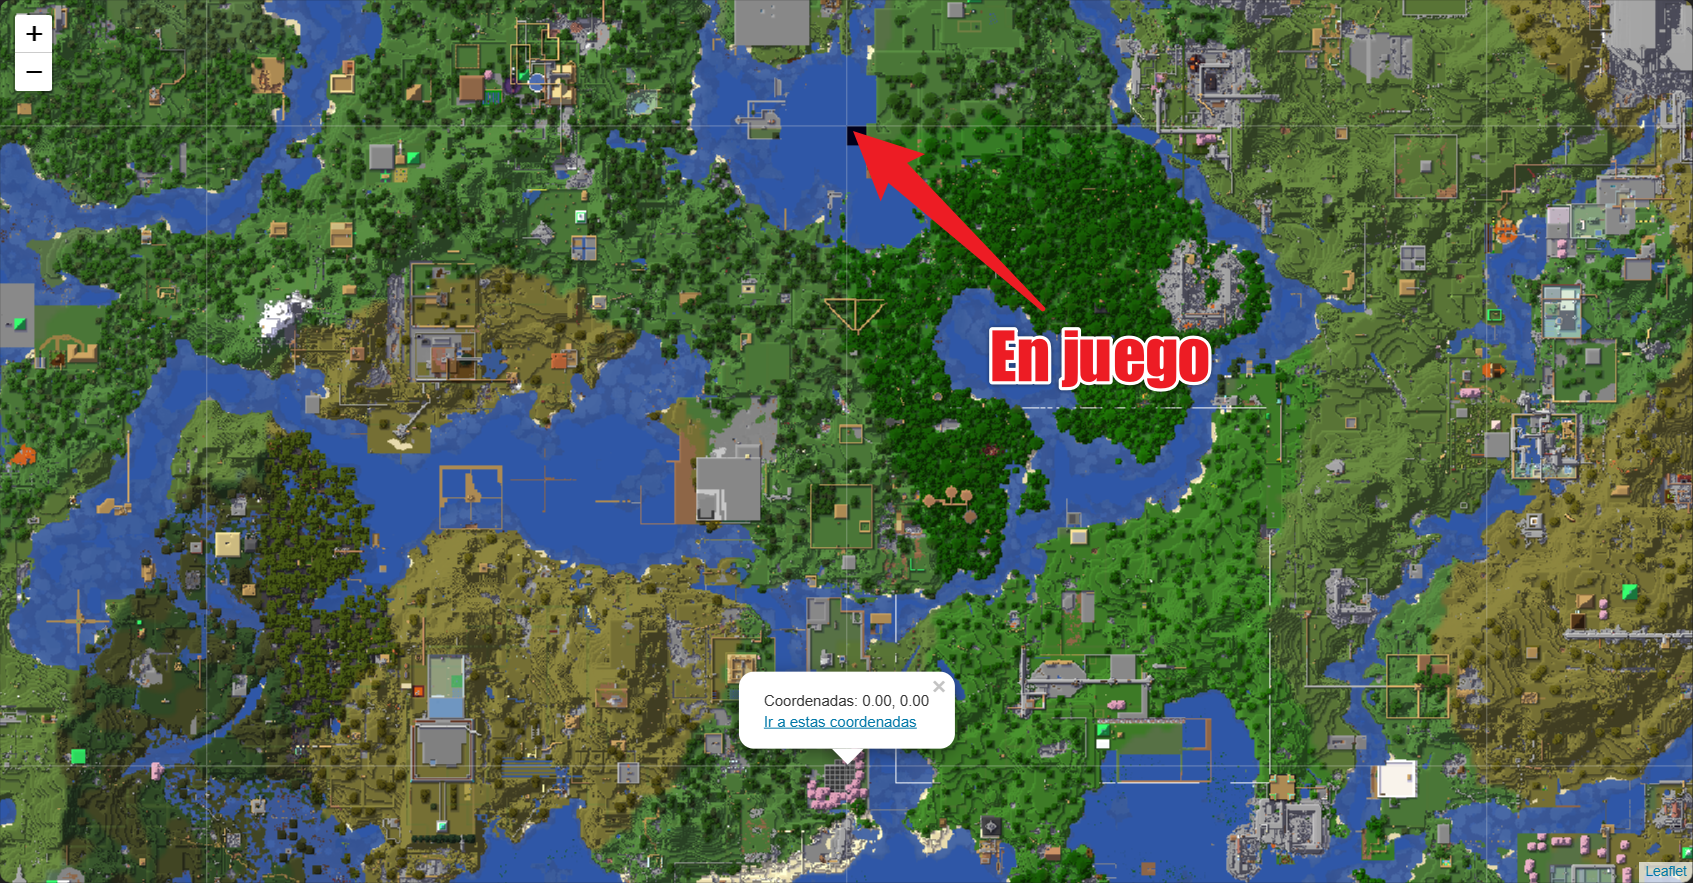 +
−
En juego
×
Coordenadas: 0.00, 0.00
Ir a estas coordenadas
Leaflet